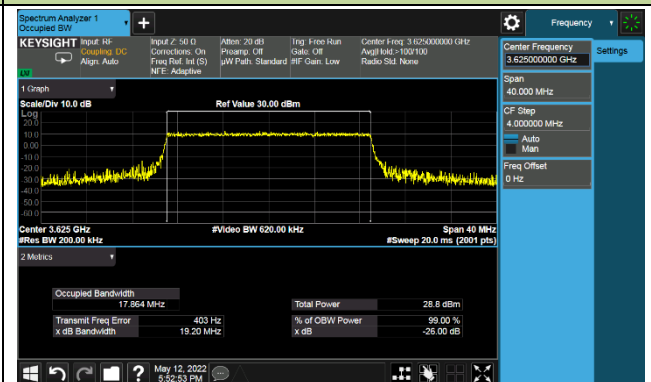 Spectrum Analyzer 1
Occupied BW
+
Frequency
KEYSIGHT
Input: RF
Coupling: DC
Align: Auto
Input Z: 50 Ω
Corrections: On
Freq Ref: Int (S)
NFE: Adaptive
Atten: 20 dB
Preamp: Off
µW Path: Standard
Trig: Free Run
Gate: Off
#IF Gain: Low
Center Freq: 3.625000000 GHz
Avg|Hold:>100/100
Radio Std: None
Center Frequency
3.625000000 GHz
Settings
Span
40.000 MHz
CF Step
4.000000 MHz
Auto
Man
Freq Offset
0 Hz
1 Graph
Scale/Div 10.0 dB
Ref Value 30.00 dBm
Log
20.0
10.0
0.00
-10.0
-20.0
-30.0
-40.0
-50.0
-60.0
Center 3.625 GHz
#Res BW 200.00 kHz
#Video BW 620.00 kHz
Span 40 MHz
#Sweep 20.0 ms (2001 pts)
2 Metrics
Occupied Bandwidth
17.864 MHz
Total Power 28.8 dBm
Transmit Freq Error 403 Hz
% of OBW Power 99.00 %
x dB Bandwidth 19.20 MHz
x dB -26.00 dB
?
May 12, 2022
5:52:53 PM